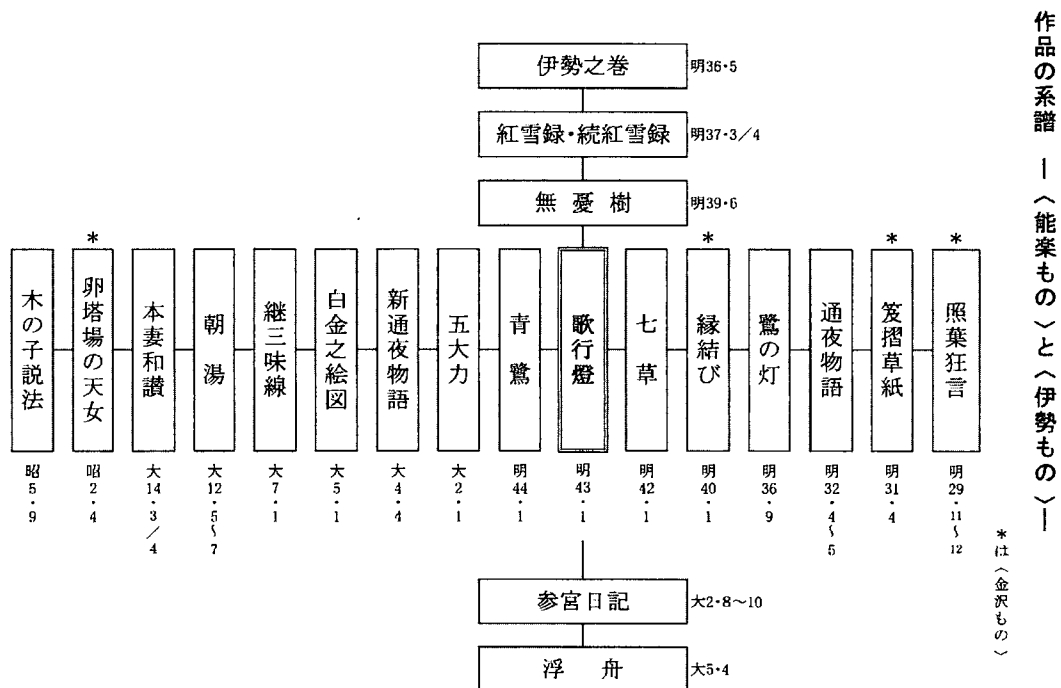 作品の系譜 ―〈能楽もの〉と〈伊勢もの〉―
*は〈金沢もの〉
伊勢之巻 明36・5
紅雪録・続紅雪録 明37・3／4
無憂樹 明39・6
* 照葉狂言 明29・11〜12
* 笈摺草紙 明31・4
通夜物語 明32・4〜5
鷺の灯 明36・9
* 縁結び 明40・1
七草 明42・1
歌行燈 明43・1
青鷺 明44・1
五大力 大2・1
新通夜物語 大4・4
白金之絵図 大5・1
継三味線 大7・1
朝湯 大12・5〜7
本妻和讃 大14・3／4
* 卵塔場の天女 昭2・4
木の子説法 昭5・9
参宮日記 大2・8〜10
浮舟 大5・4